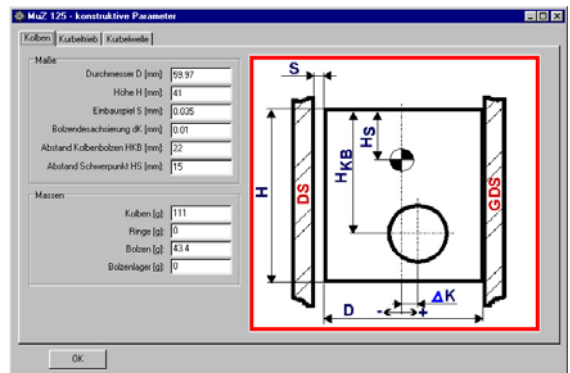 MuZ 125 - konstruktive Parameter
Kolben Kurbeltrieb Kurbelwelle
Maße
Durchmesser D [mm]: 59.97
Höhe H [mm]: 41
Einbauspiel S [mm]: 0.035
Bolzendesachsierung dK [mm]: 0.01
Abstand Kolbenbolzen HKB [mm]: 22
Abstand Schwerpunkt HS [mm]: 15
Massen
Kolben [g]: 111
Ringe [g]: 0
Bolzen [g]: 43.4
Bolzenlager [g]: 0
S
HS
HKB
H
DS
GDS
ΔK
D
- +
OK